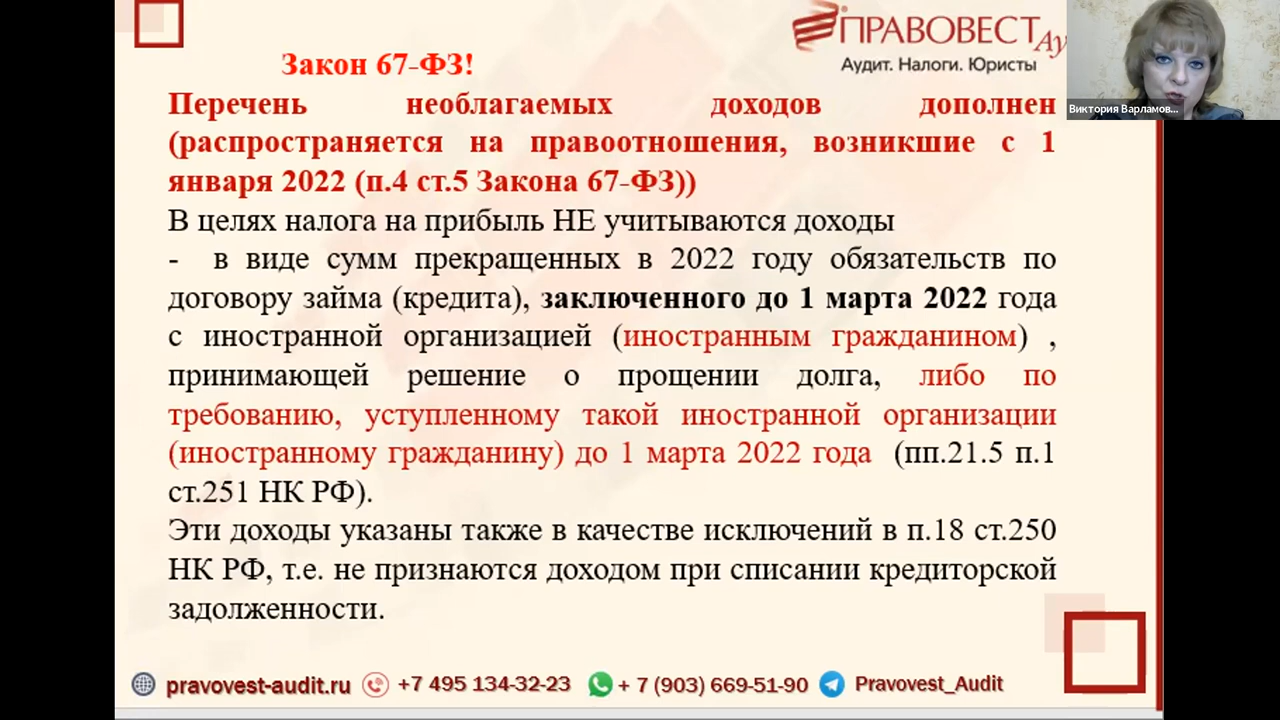 ПРАВОВЕСТ Ау
Аудит. Налоги. Юристы
Виктория Варламов...
Закон 67-ФЗ!
Перечень необлагаемых доходов дополнен
(распространяется на правоотношения, возникшие с 1
января 2022 (п.4 ст.5 Закона 67-ФЗ))
В целях налога на прибыль НЕ учитываются доходы
- в виде сумм прекращенных в 2022 году обязательств по
договору займа (кредита), заключенного до 1 марта 2022 года
с иностранной организацией (иностранным гражданином) ,
принимающей решение о прощении долга, либо по
требованию, уступленному такой иностранной организации
(иностранному гражданину) до 1 марта 2022 года (пп.21.5 п.1
ст.251 НК РФ).
Эти доходы указаны также в качестве исключений в п.18 ст.250
НК РФ, т.е. не признаются доходом при списании кредиторской
задолженности.
pravovest-audit.ru +7 495 134-32-23 + 7 (903) 669-51-90 Pravovest_Audit